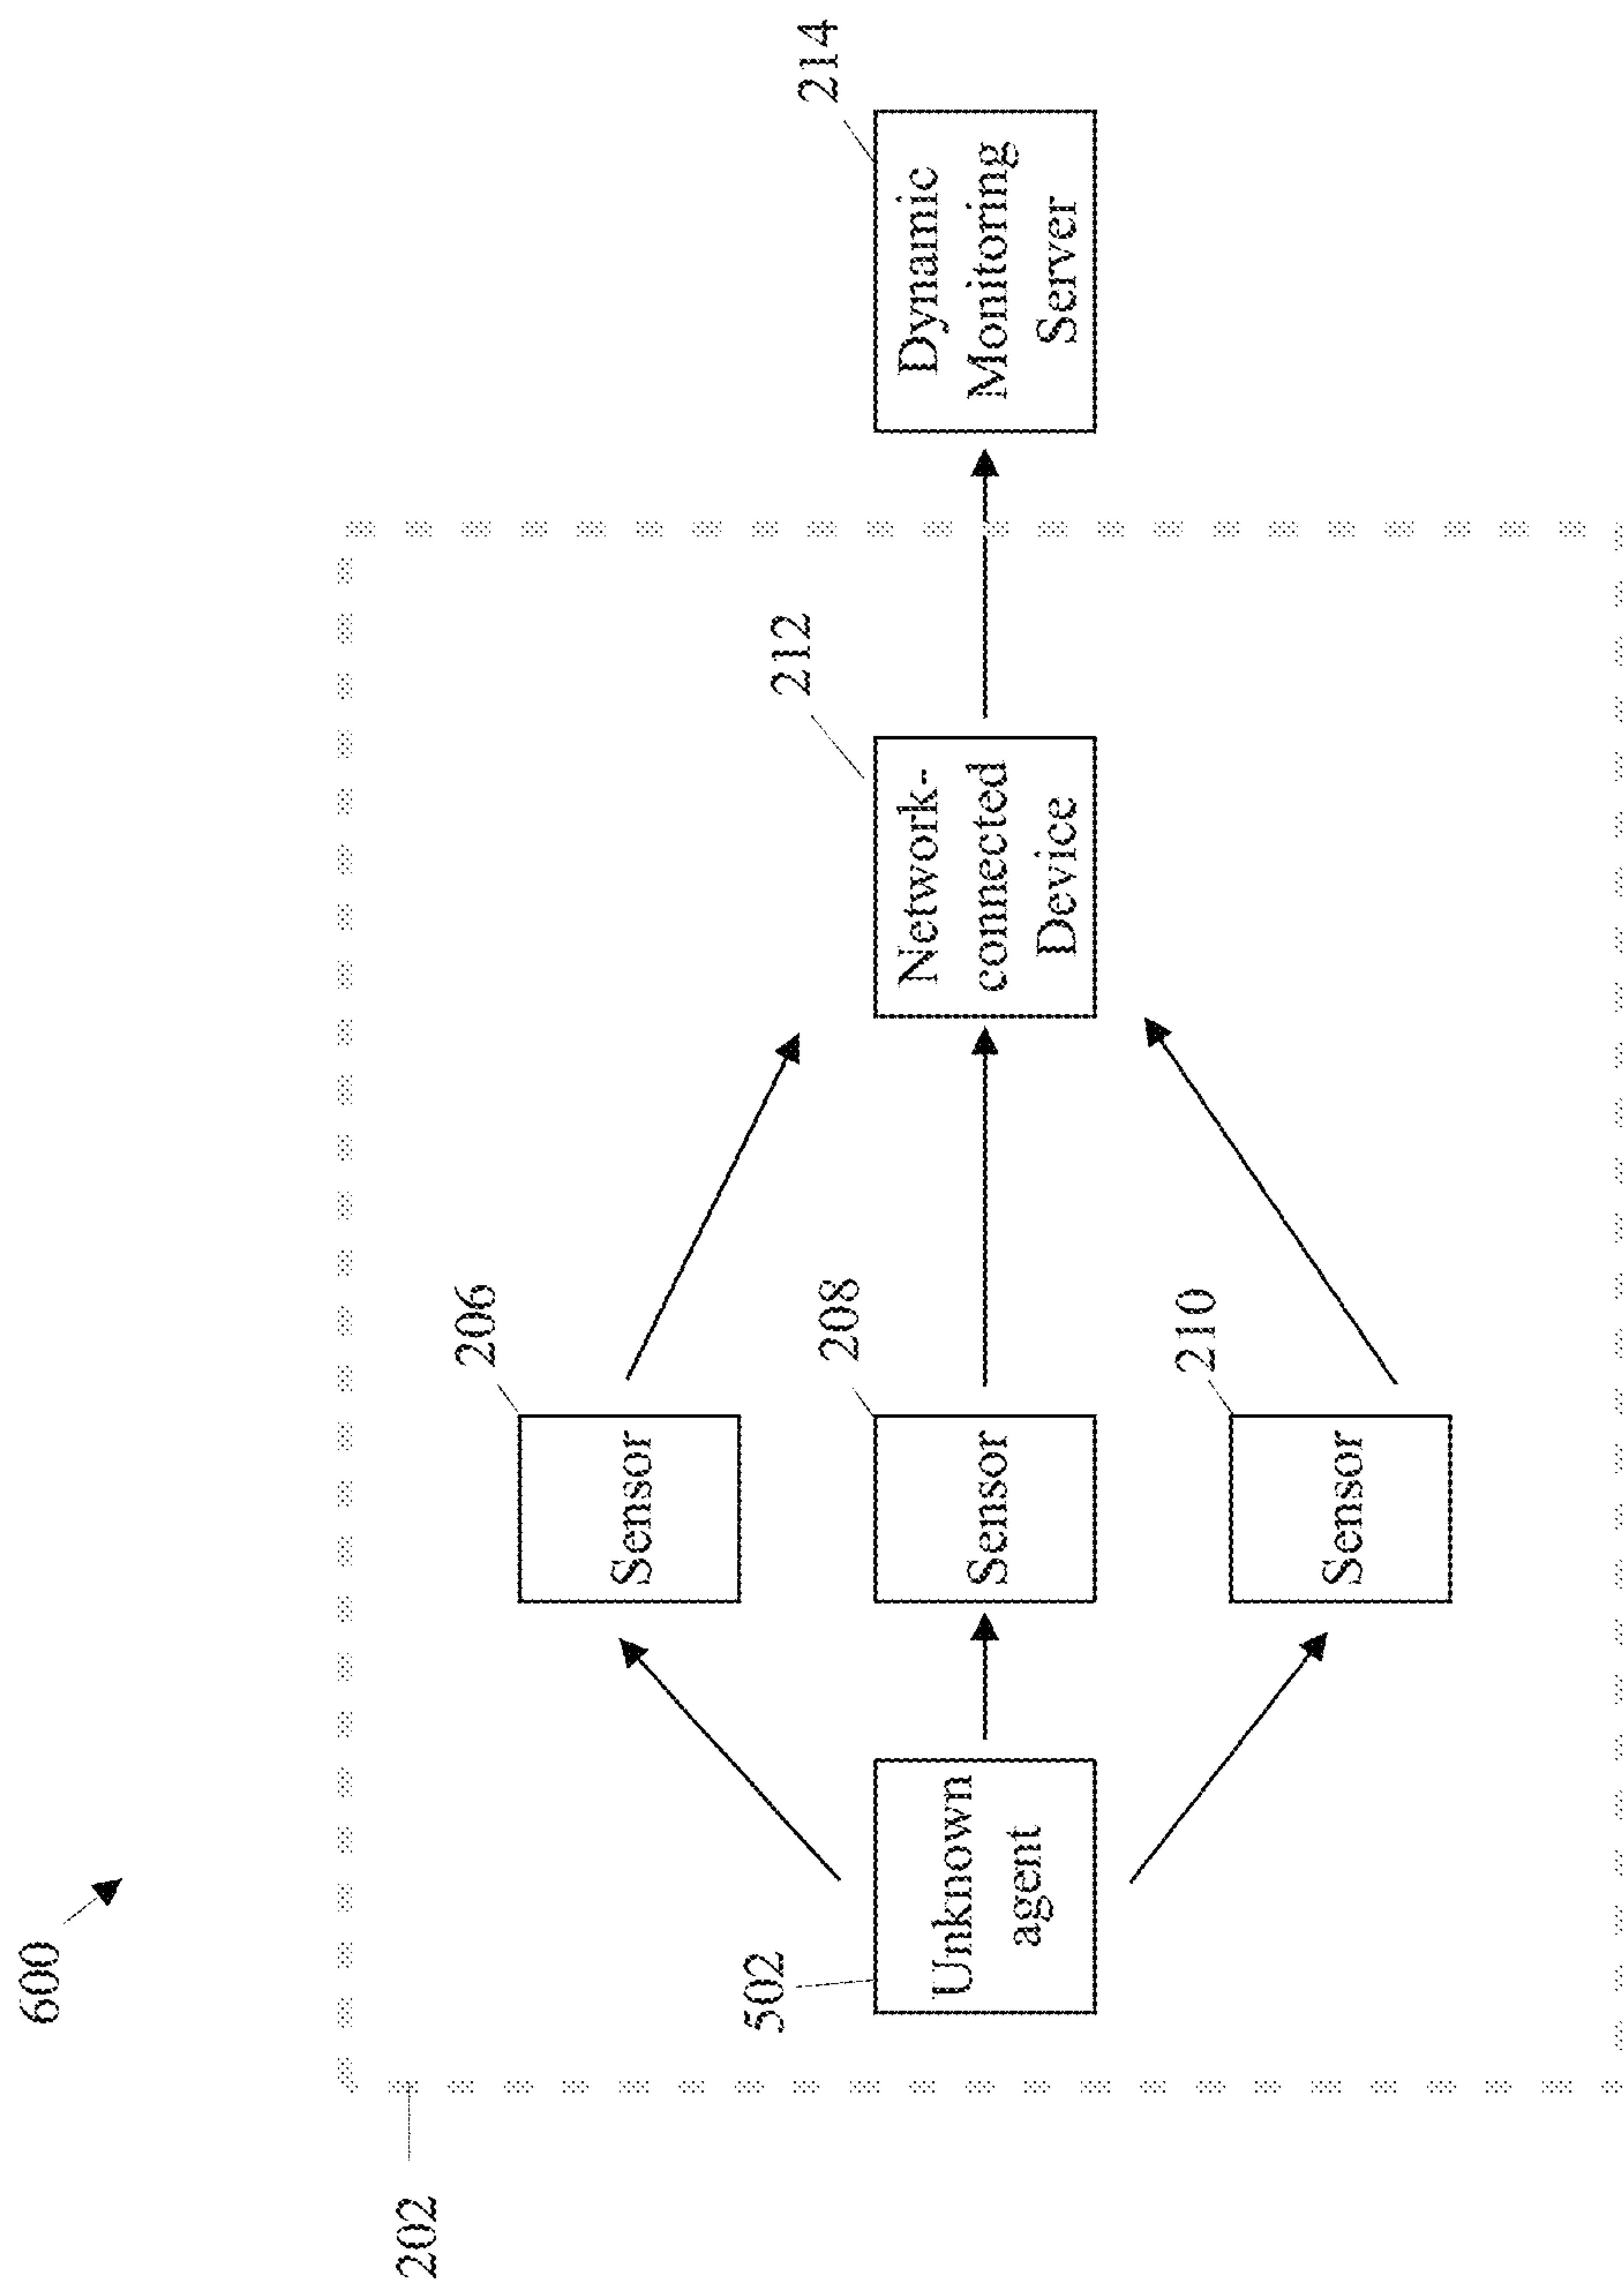 600
202
502
Unknown
agent
206
Sensor
208
Sensor
210
Sensor
212
Network-
connected
Device
214
Dynamic
Monitoring
Server